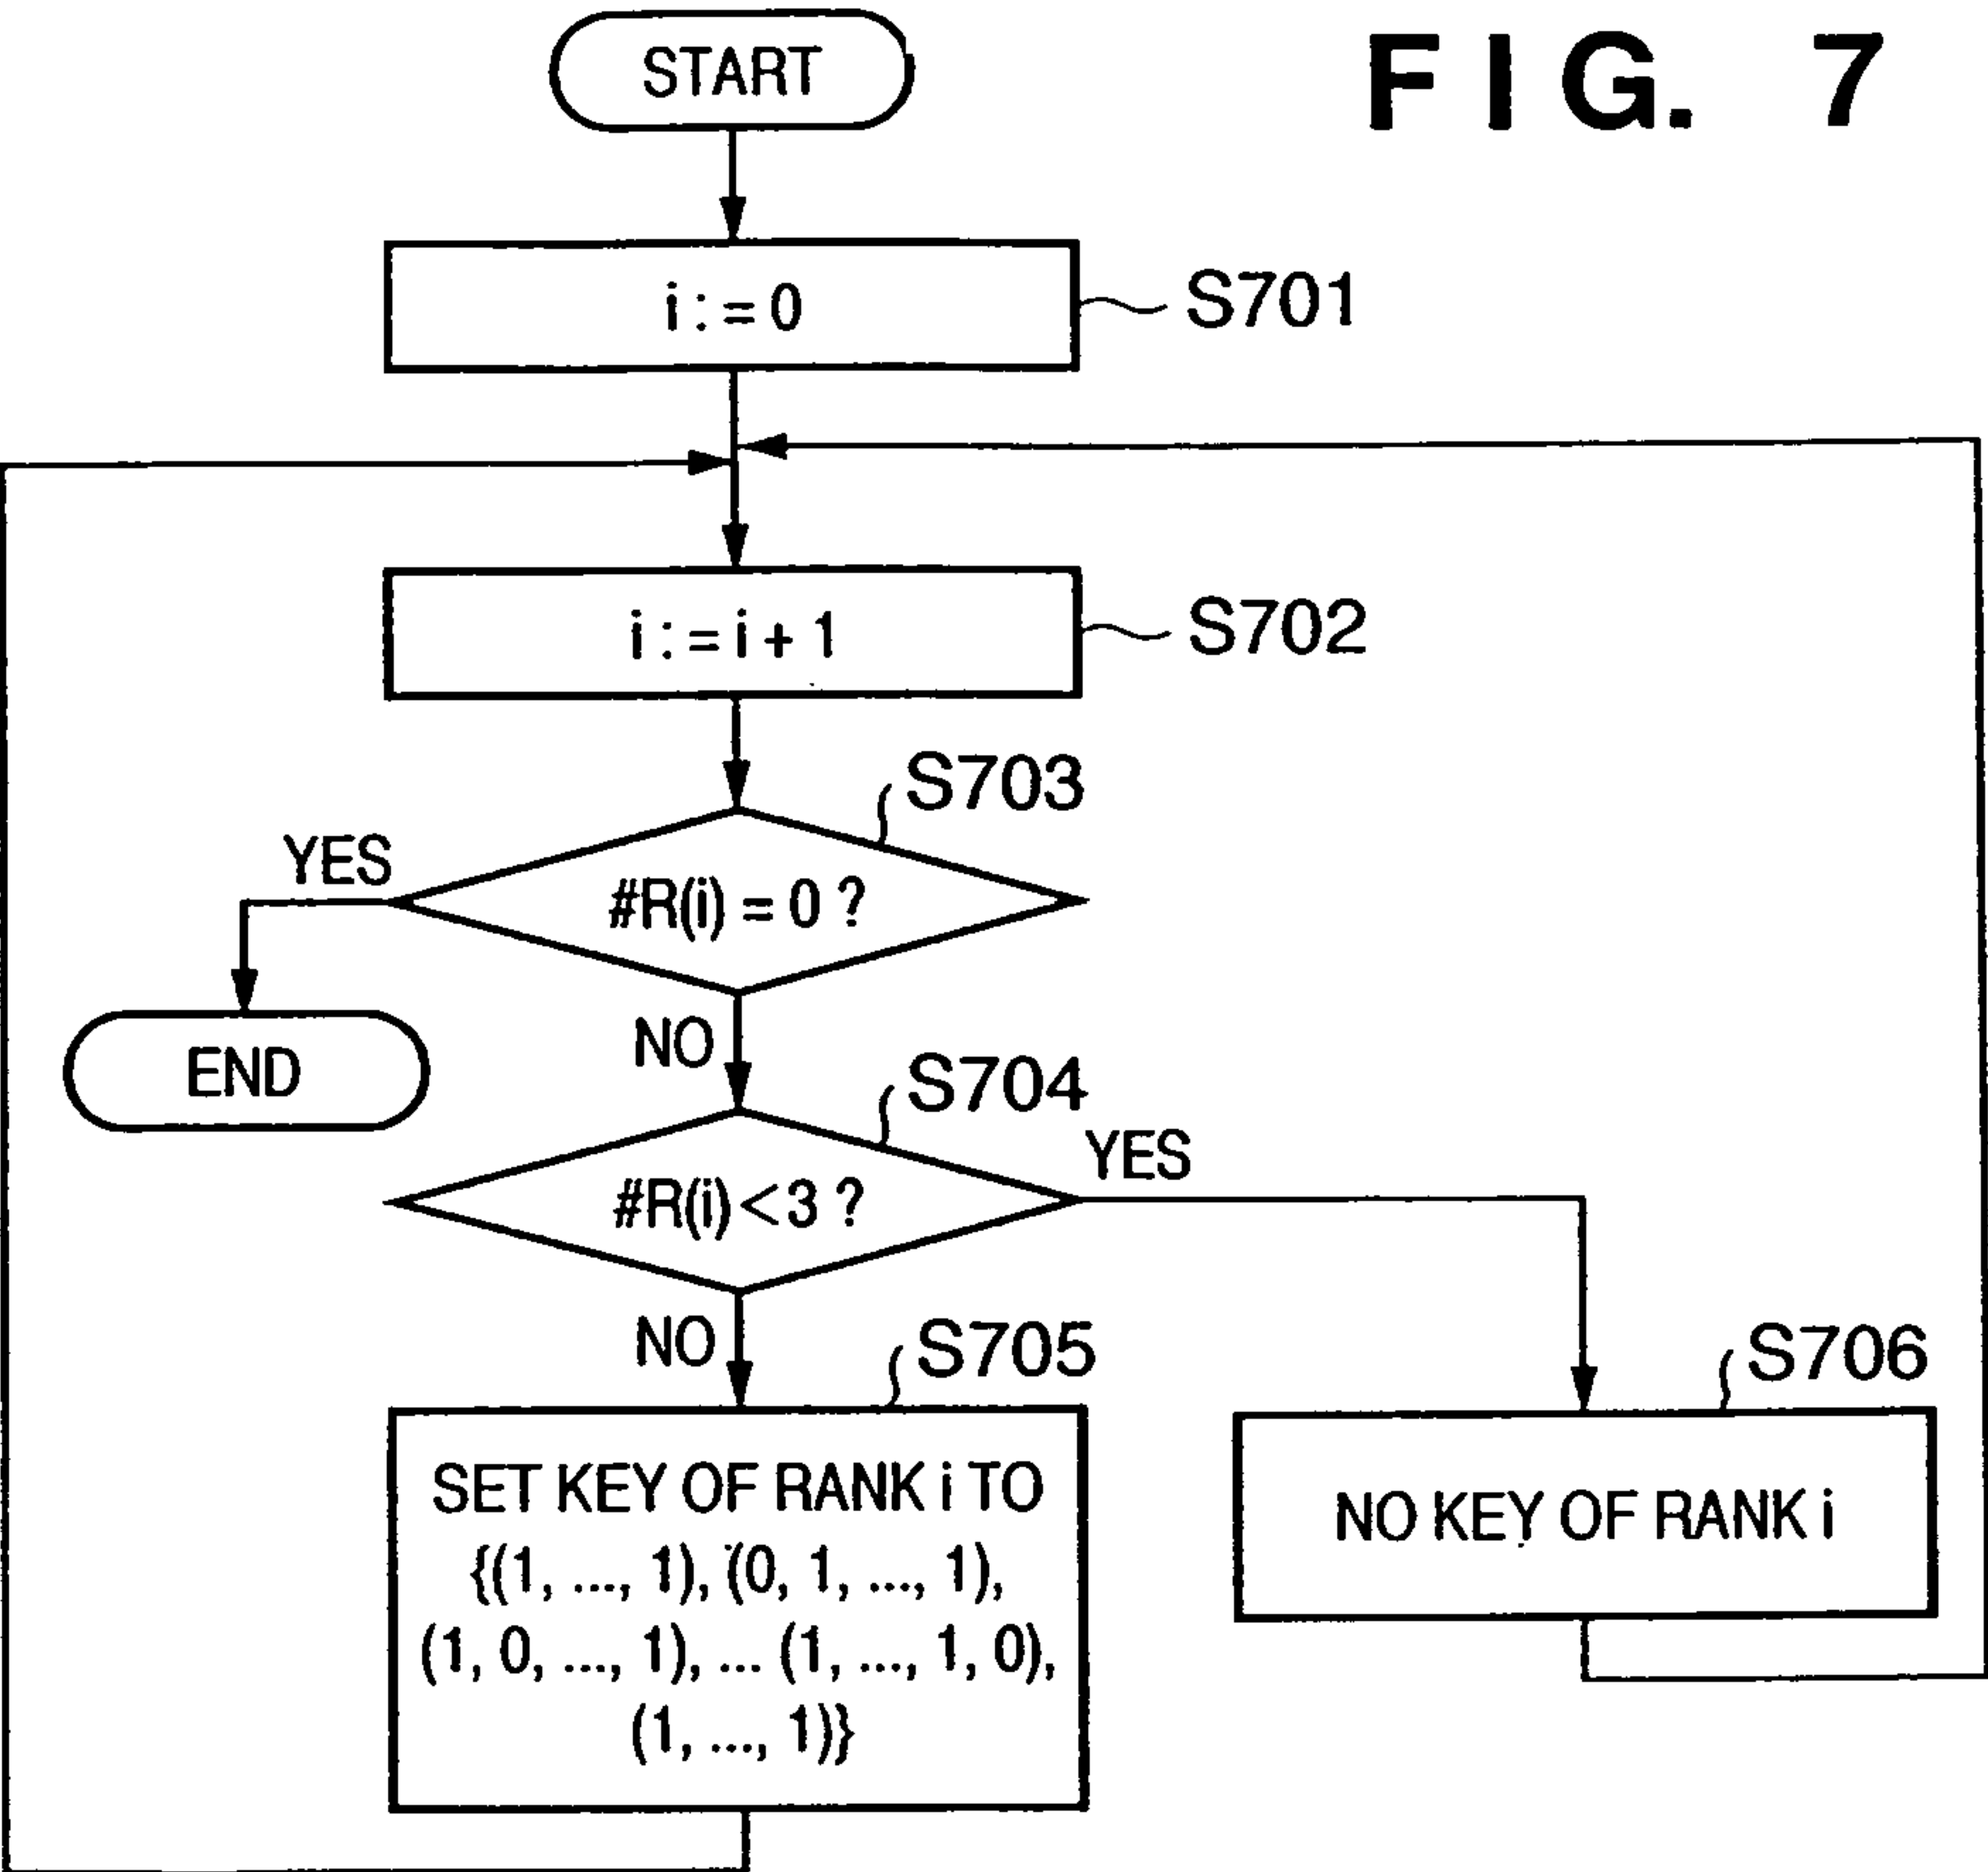 FIG. 7
START
i := 0
S701
i := i + 1
S702
S703
YES
#R(i) = 0 ?
END
NO
S704
YES
#R(i) < 3 ?
NO
S705
S706
SET KEY OF RANK i TO
{(1, ..., 1), (0, 1, ..., 1),
(1, 0, ..., 1), ... (1, ..., 1, 0),
(1, ..., 1)}
NO KEY OF RANK i